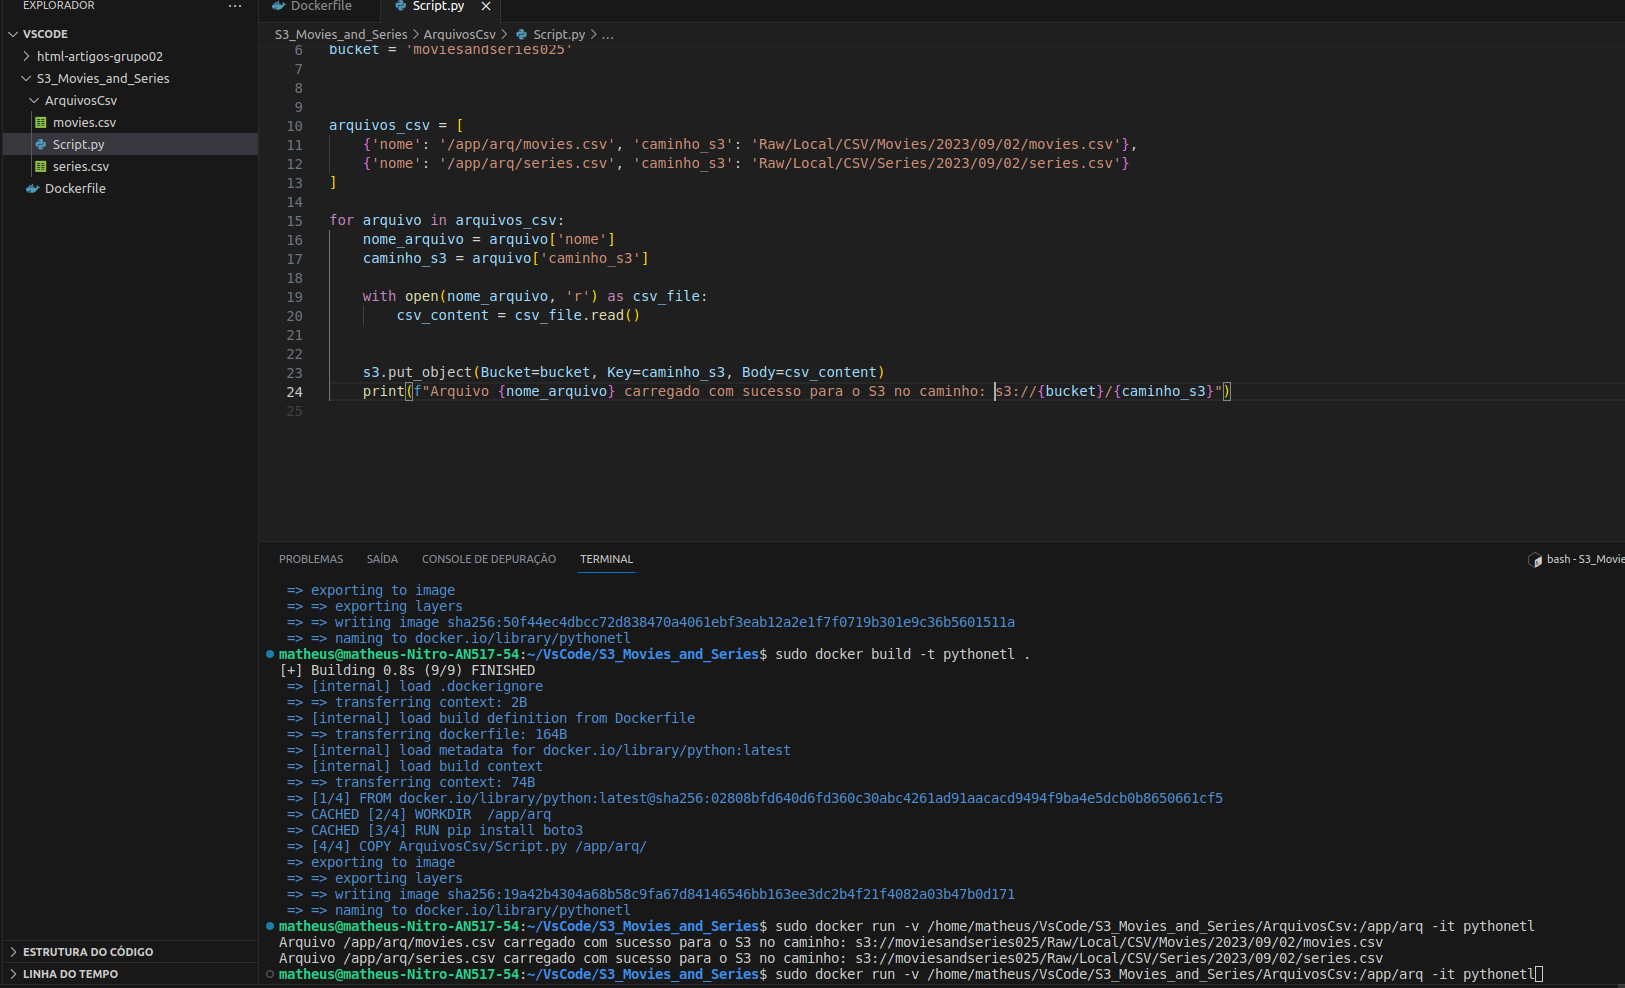 EXPLORADOR ...
VSCODE
html-artigos-grupo02
S3_Movies_and_Series
ArquivosCsv
movies.csv
Script.py
series.csv
Dockerfile
ESTRUTURA DO CÓDIGO
LINHA DO TEMPO
Dockerfile Script.py
S3_Movies_and_Series > ArquivosCsv > Script.py > ...
6 bucket = 'moviesandseries025'
7
8
9
10 arquivos_csv = [
11 {'nome': '/app/arq/movies.csv', 'caminho_s3': 'Raw/Local/CSV/Movies/2023/09/02/movies.csv'},
12 {'nome': '/app/arq/series.csv', 'caminho_s3': 'Raw/Local/CSV/Series/2023/09/02/series.csv'}
13 ]
14
15 for arquivo in arquivos_csv:
16 nome_arquivo = arquivo['nome']
17 caminho_s3 = arquivo['caminho_s3']
18
19 with open(nome_arquivo, 'r') as csv_file:
20 csv_content = csv_file.read()
21
22
23 s3.put_object(Bucket=bucket, Key=caminho_s3, Body=csv_content)
24 print(f"Arquivo {nome_arquivo} carregado com sucesso para o S3 no caminho: s3://{bucket}/{caminho_s3}")
25
PROBLEMAS SAÍDA CONSOLE DE DEPURAÇÃO TERMINAL bash - S3_Movie
=> exporting to image
=> => exporting layers
=> => writing image sha256:50f44ec4dbcc72d838470a4061ebf3eab12a2e1f7f0719b301e9c36b5601511a
=> => naming to docker.io/library/pythonetl
matheus@matheus-Nitro-AN517-54:~/VsCode/S3_Movies_and_Series$ sudo docker build -t pythonetl .
[+] Building 0.8s (9/9) FINISHED
=> [internal] load .dockerignore
=> => transferring context: 2B
=> [internal] load build definition from Dockerfile
=> => transferring dockerfile: 164B
=> [internal] load metadata for docker.io/library/python:latest
=> [internal] load build context
=> => transferring context: 74B
=> [1/4] FROM docker.io/library/python:latest@sha256:02808bfd640d6fd360c30abc4261ad91aacacd9494f9ba4e5dcb0b8650661cf5
=> CACHED [2/4] WORKDIR /app/arq
=> CACHED [3/4] RUN pip install boto3
=> [4/4] COPY ArquivosCsv/Script.py /app/arq/
=> exporting to image
=> => exporting layers
=> => writing image sha256:19a42b4304a68b58c9fa67d84146546bb163ee3dc2b4f21f4082a03b47b0d171
=> => naming to docker.io/library/pythonetl
matheus@matheus-Nitro-AN517-54:~/VsCode/S3_Movies_and_Series$ sudo docker run -v /home/matheus/VsCode/S3_Movies_and_Series/ArquivosCsv:/app/arq -it pythonetl
Arquivo /app/arq/movies.csv carregado com sucesso para o S3 no caminho: s3://moviesandseries025/Raw/Local/CSV/Movies/2023/09/02/movies.csv
Arquivo /app/arq/series.csv carregado com sucesso para o S3 no caminho: s3://moviesandseries025/Raw/Local/CSV/Series/2023/09/02/series.csv
matheus@matheus-Nitro-AN517-54:~/VsCode/S3_Movies_and_Series$ sudo docker run -v /home/matheus/VsCode/S3_Movies_and_Series/ArquivosCsv:/app/arq -it pythonetl